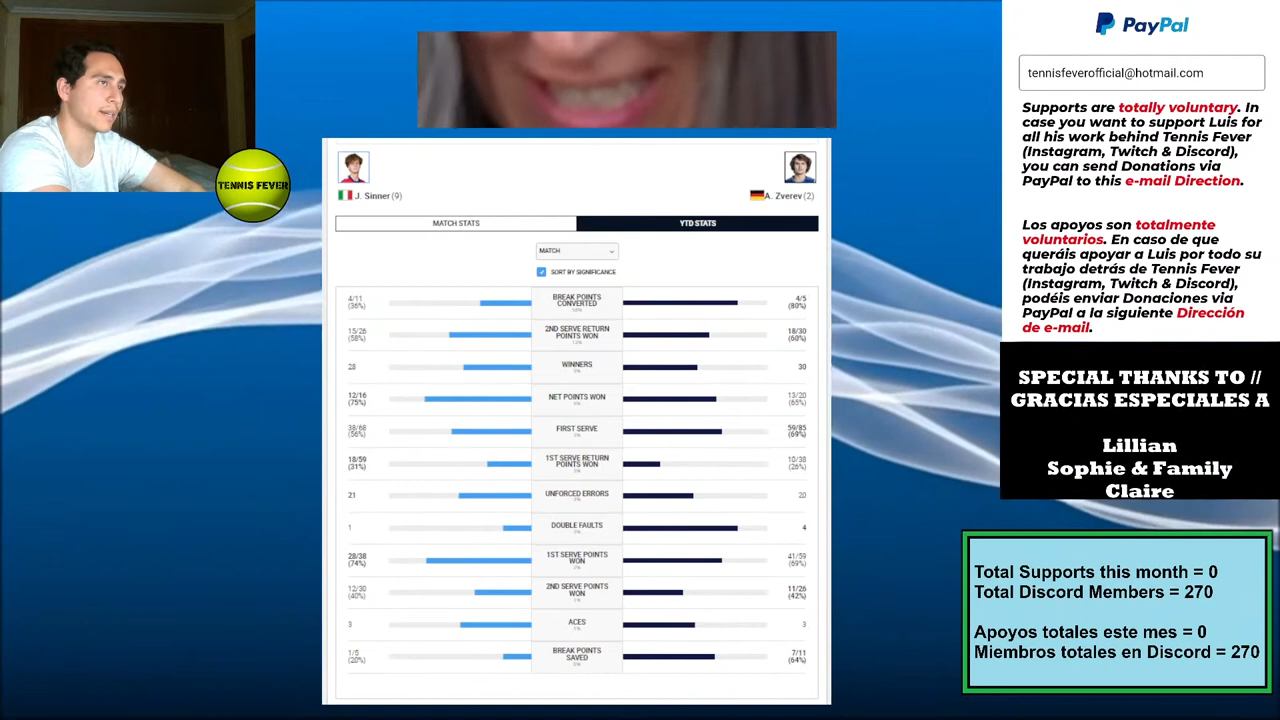 TENNIS FEVER
J. Sinner (9)
A. Zverev (2)
MATCH STATS
YTD STATS
MATCH
SORT BY SIGNIFICANCE
4/11
(36%)
BREAK POINTS
CONVERTED
4/5
(80%)
15/26
(58%)
2ND SERVE RETURN
POINTS WON
18/30
(60%)
28
WINNERS
30
12/16
(75%)
NET POINTS WON
13/20
(65%)
38/68
(56%)
FIRST SERVE
59/85
(69%)
18/59
(31%)
1ST SERVE RETURN
POINTS WON
10/38
(26%)
21
UNFORCED ERRORS
20
1
DOUBLE FAULTS
4
28/38
(74%)
1ST SERVE POINTS
WON
41/59
(69%)
12/30
(40%)
2ND SERVE POINTS
WON
11/26
(42%)
3
ACES
3
1/5
(20%)
BREAK POINTS
SAVED
7/11
(64%)
PayPal
tennisfeverofficial@hotmail.com
Supports are totally voluntary. In
case you want to support Luis for
all his work behind Tennis Fever
(Instagram, Twitch & Discord),
you can send Donations via
PayPal to this e-mail Direction.
Los apoyos son totalmente
voluntarios. En caso de que
queráis apoyar a Luis por todo su
trabajo detrás de Tennis Fever
(Instagram, Twitch & Discord),
podéis enviar Donaciones via
PayPal a la siguiente Dirección
de e-mail.
SPECIAL THANKS TO //
GRACIAS ESPECIALES A
Lillian
Sophie & Family
Claire
Total Supports this month = 0
Total Discord Members = 270
Apoyos totales este mes = 0
Miembros totales en Discord = 270